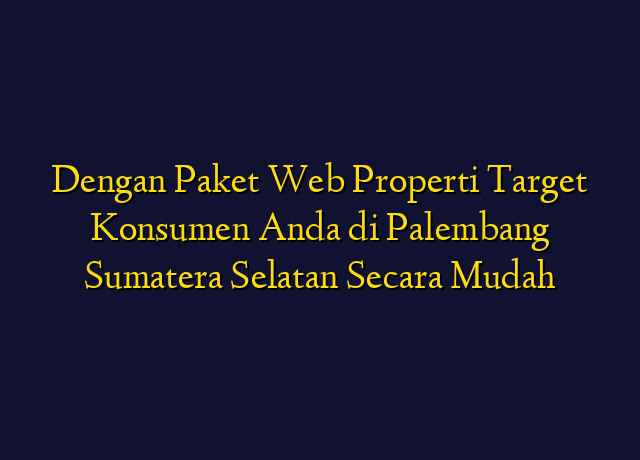 Dengan Paket Web Properti Target
Konsumen Anda di Palembang
Sumatera Selatan Secara Mudah